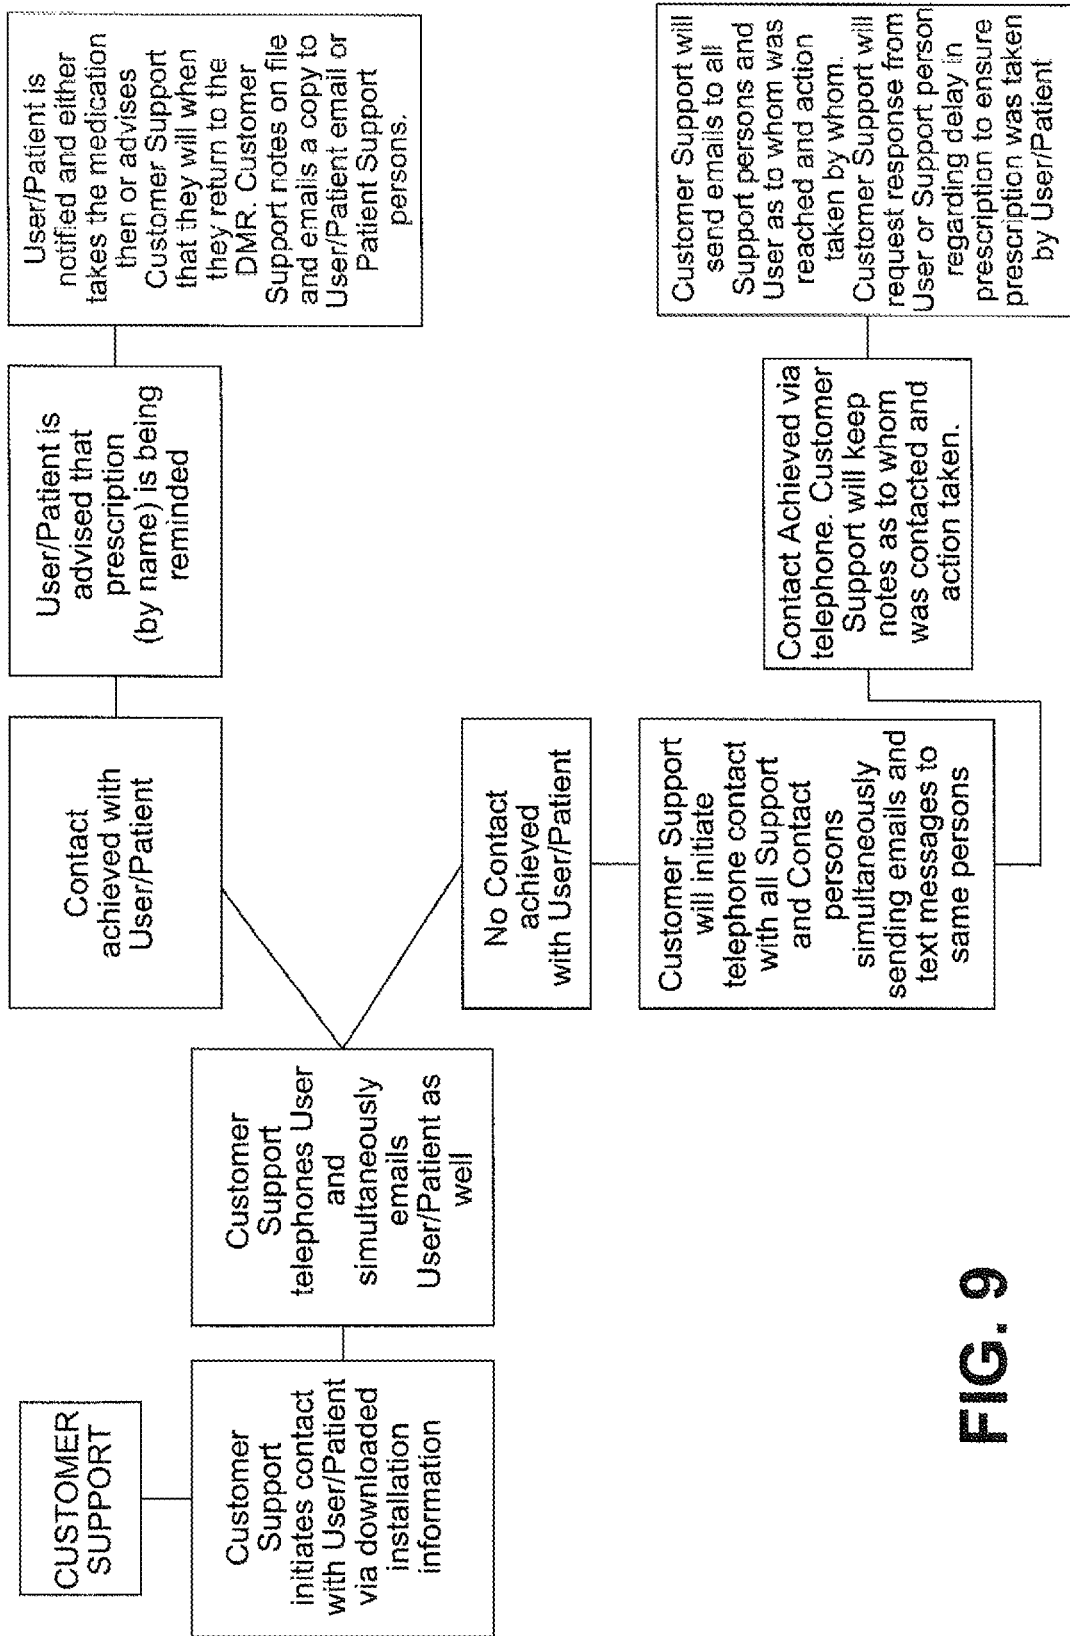 CUSTOMER
SUPPORT
Customer
Support
initiates contact
with User/Patient
via downloaded
installation
information
Customer
Support
telephones User
and
simultaneously
emails
User/Patient as
well
Contact
achieved with
User/Patient
User/Patient is
advised that
prescription
(by name) is being
reminded
User/Patient is
notified and either
takes the medication
then or advises
Customer Support
that they will when
they return to the
DMR. Customer
Support notes on file
and emails a copy to
User/Patient email or
Patient Support
persons.
No Contact
achieved
with User/Patient
Customer Support
will initiate
telephone contact
with all Support
and Contact
persons
simultaneously
sending emails and
text messages to
same persons
Contact Achieved via
telephone. Customer
Support will keep
notes as to whom
was contacted and
action taken.
Customer Support will
send emails to all
Support persons and
User as to whom was
reached and action
taken by whom.
Customer Support will
request response from
User or Support person
regarding delay in
prescription to ensure
prescription was taken
by User/Patient
FIG. 9